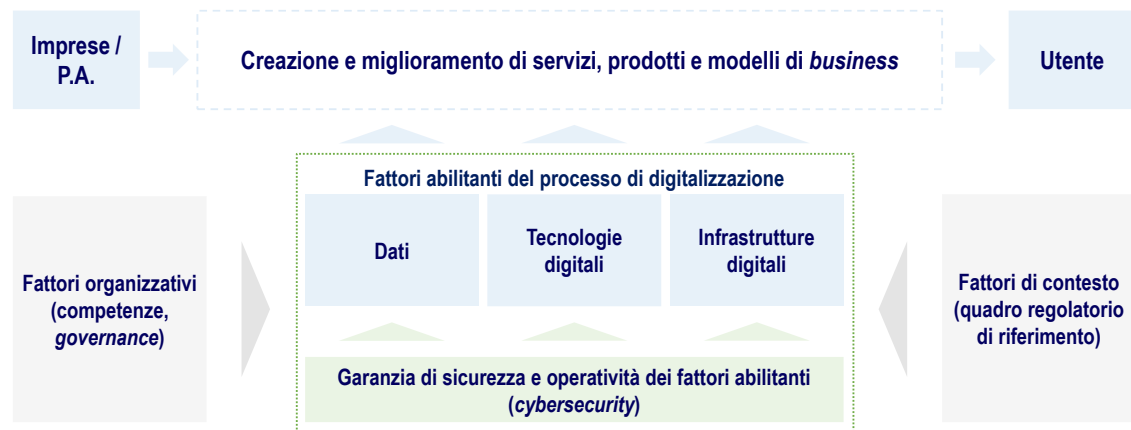 Imprese /
P.A.
Creazione e miglioramento di servizi, prodotti e modelli di business
Utente
Fattori abilitanti del processo di digitalizzazione
Dati
Tecnologie
digitali
Infrastrutture
digitali
Fattori organizzativi
(competenze,
governance)
Fattori di contesto
(quadro regolatorio
di riferimento)
Garanzia di sicurezza e operatività dei fattori abilitanti
(cybersecurity)